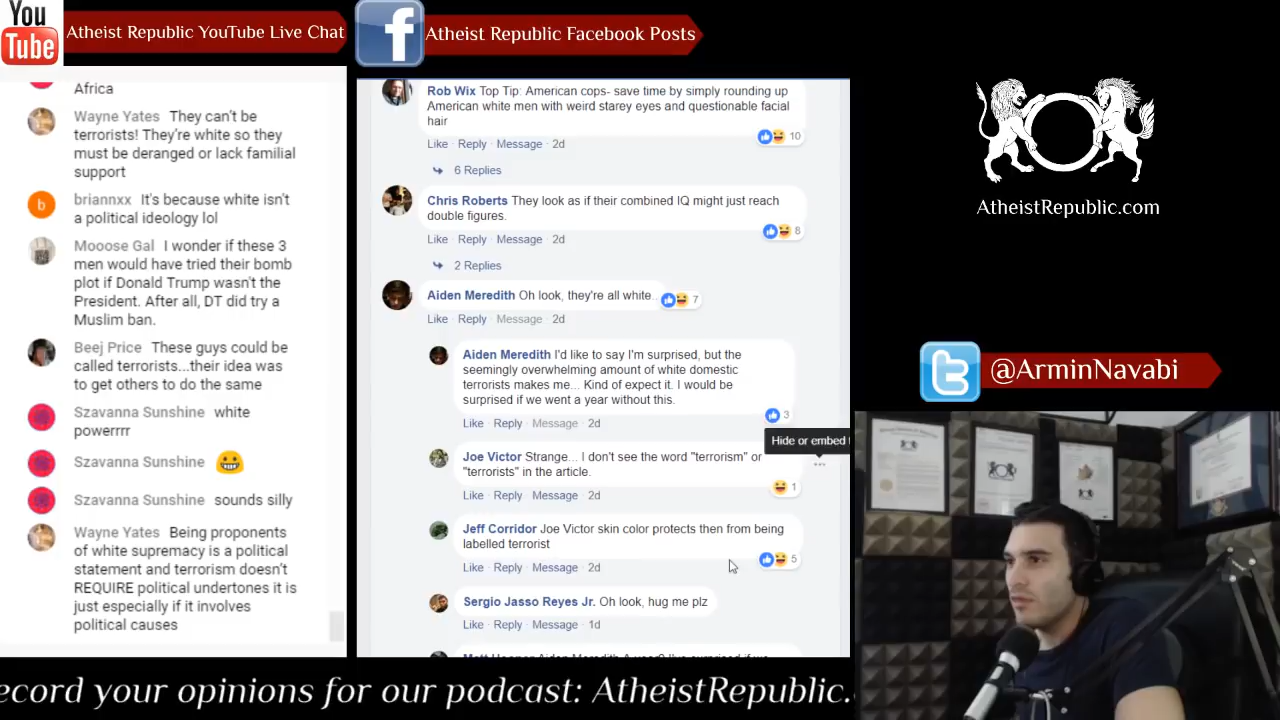 You
Tube
Atheist Republic YouTube Live Chat
Africa
Wayne Yates They can't be
terrorists! They're white so they
must be deranged or lack familial
support
b
briannxx It's because white isn't
a political ideology lol
Mooose Gal I wonder if these 3
men would have tried their bomb
plot if Donald Trump wasn't the
President. After all, DT did try a
Muslim ban.
Beej Price These guys could be
called terrorists...their idea was
to get others to do the same
Szavanna Sunshine white
powerrrr
Szavanna Sunshine 😀
Szavanna Sunshine sounds silly
Wayne Yates Being proponents
of white supremacy is a political
statement and terrorism doesn't
REQUIRE political undertones it is
just especially if it involves
political causes
f
Atheist Republic Facebook Posts
Rob Wix Top Tip: American cops- save time by simply rounding up
American white men with weird starey eyes and questionable facial
hair
10
Like · Reply · Message · 2d
6 Replies
Chris Roberts They look as if their combined IQ might just reach
double figures.
8
Like · Reply · Message · 2d
2 Replies
Aiden Meredith Oh look, they're all white.
7
Like · Reply · Message · 2d
Aiden Meredith I'd like to say I'm surprised, but the
seemingly overwhelming amount of white domestic
terrorists makes me... Kind of expect it. I would be
surprised if we went a year without this.
3
Like · Reply · Message · 2d
Hide or embed
Joe Victor Strange... I don't see the word "terrorism" or
"terrorists" in the article.
1
Like · Reply · Message · 2d
Jeff Corridor Joe Victor skin color protects then from being
labelled terrorist
5
Like · Reply · Message · 2d
Sergio Jasso Reyes Jr. Oh look, hug me plz
Like · Reply · Message · 1d
AtheistRepublic.com
@ArminNavabi
ecord your opinions for our podcast: AtheistRepublic.